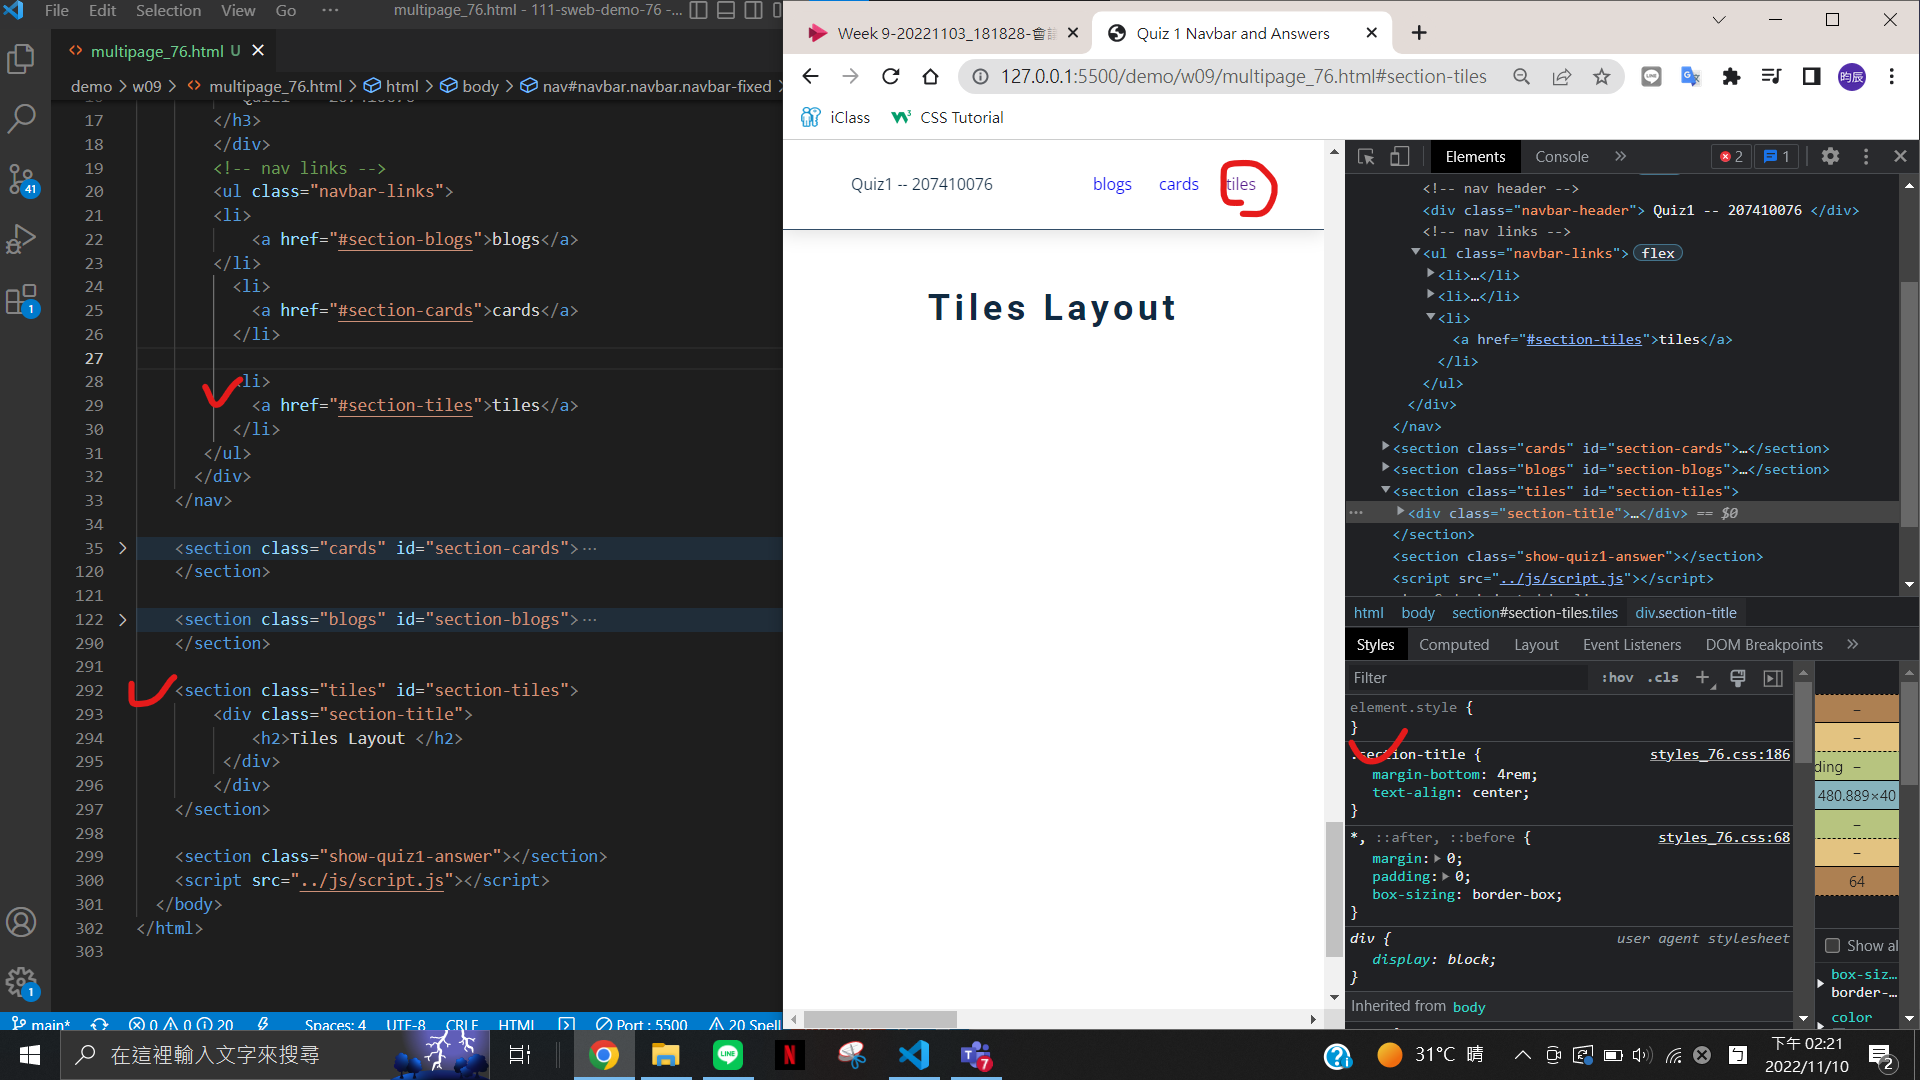 File Edit Selection View Go ··· multipage_76.html - 111-sweb-demo-76 -...
multipage_76.html U
demo > w09 > multipage_76.html > html > body > nav#navbar.navbar.navbar-fixed
17 </h3>
18 </div>
19 <!-- nav links -->
20 <ul class="navbar-links">
21 <li>
22 <a href="#section-blogs">blogs</a>
23 </li>
24 <li>
25 <a href="#section-cards">cards</a>
26 </li>
27
28 <li>
29 <a href="#section-tiles">tiles</a>
30 </li>
31 </ul>
32 </div>
33 </nav>
34
35 <section class="cards" id="section-cards">···
120 </section>
121
122 <section class="blogs" id="section-blogs">···
290 </section>
291
292 <section class="tiles" id="section-tiles">
293 <div class="section-title">
294 <h2>Tiles Layout </h2>
295 </div>
296 </div>
297 </section>
298
299 <section class="show-quiz1-answer"></section>
300 <script src="../js/script.js"></script>
301 </body>
302 </html>
303
41
1
1
main* 0 0 20 Spaces: 4 UTF-8 CRLF HTML Port : 5500 20 Spell
Week 9-20221103_181828-會
Quiz 1 Navbar and Answers
127.0.0.1:5500/demo/w09/multipage_76.html#section-tiles
昀辰
iClass CSS Tutorial
Quiz1 -- 207410076 blogs cards tiles
Tiles Layout
Elements Console » 2 1
<!-- nav header -->
<div class="navbar-header"> Quiz1 -- 207410076 </div>
<!-- nav links -->
<ul class="navbar-links"> flex
<li>…</li>
<li>…</li>
<li>
<a href="#section-tiles">tiles</a>
</li>
</ul>
</div>
</nav>
<section class="cards" id="section-cards">…</section>
<section class="blogs" id="section-blogs">…</section>
<section class="tiles" id="section-tiles">
<div class="section-title">…</div> == $0
</section>
<section class="show-quiz1-answer"></section>
<script src="../js/script.js"></script>
html body section#section-tiles.tiles div.section-title
Styles Computed Layout Event Listeners DOM Breakpoints »
Filter :hov .cls
element.style {
}
.section-title { styles_76.css:186
margin-bottom: 4rem;
text-align: center;
}
*, ::after, ::before { styles_76.css:68
margin: 0;
padding: 0;
box-sizing: border-box;
}
div { user agent stylesheet
display: block;
}
Inherited from body
–
–
ding –
480.889×40
–
–
64
Show al
box-siz…
border-…
color
在這裡輸入文字來搜尋
LINE
N
7
31°C 晴
下午 02:21
2022/11/10
2